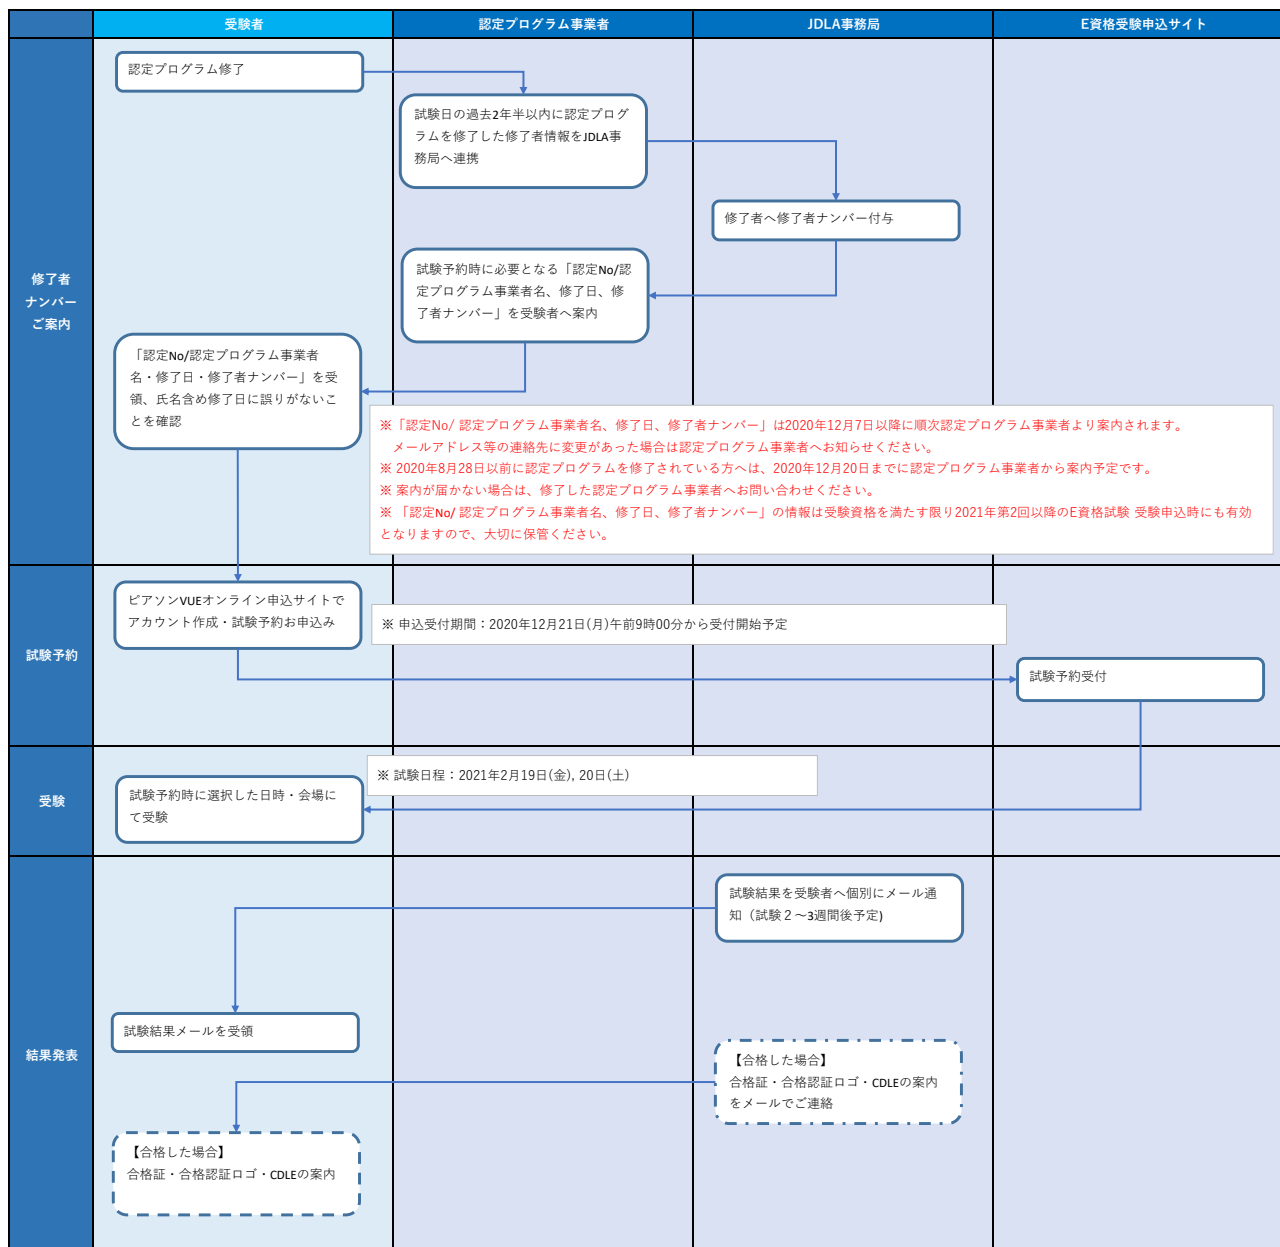 受験者
認定プログラム事業者
JDLA事務局
E資格受験申込サイト
修了者
ナンバー
ご案内
認定プログラム修了
試験日の過去2年半以内に認定プログ
ラムを修了した修了者情報をJDLA事
務局へ連携
修了者へ修了者ナンバー付与
試験予約時に必要となる「認定No/認
定プログラム事業者名、修了日、修
了者ナンバー」を受験者へ案内
「認定No/認定プログラム事業者
名・修了日・修了者ナンバー」を受
領、氏名含め修了日に誤りがないこ
とを確認
※「認定No/ 認定プログラム事業者名、修了日、修了者ナンバー」は2020年12月7日以降に順次認定プログラム事業者より案内されます。
メールアドレス等の連絡先に変更があった場合は認定プログラム事業者へお知らせください。
※ 2020年8月28日以前に認定プログラムを修了されている方へは、2020年12月20日までに認定プログラム事業者から案内予定です。
※ 案内が届かない場合は、修了した認定プログラム事業者へお問い合わせください。
※ 「認定No/ 認定プログラム事業者名、修了日、修了者ナンバー」の情報は受験資格を満たす限り2021年第2回以降のE資格試験 受験申込時にも有効
となりますので、大切に保管ください。
試験予約
ピアソンVUEオンライン申込サイトで
アカウント作成・試験予約お申込み
※ 申込受付期間：2020年12月21日(月)午前9時00分から受付開始予定
試験予約受付
受験
※ 試験日程：2021年2月19日(金), 20日(土)
試験予約時に選択した日時・会場に
て受験
結果発表
試験結果を受験者へ個別にメール通
知（試験２～3週間後予定)
試験結果メールを受領
【合格した場合】
合格証・合格認証ロゴ・CDLEの案内
をメールでご連絡
【合格した場合】
合格証・合格認証ロゴ・CDLEの案内